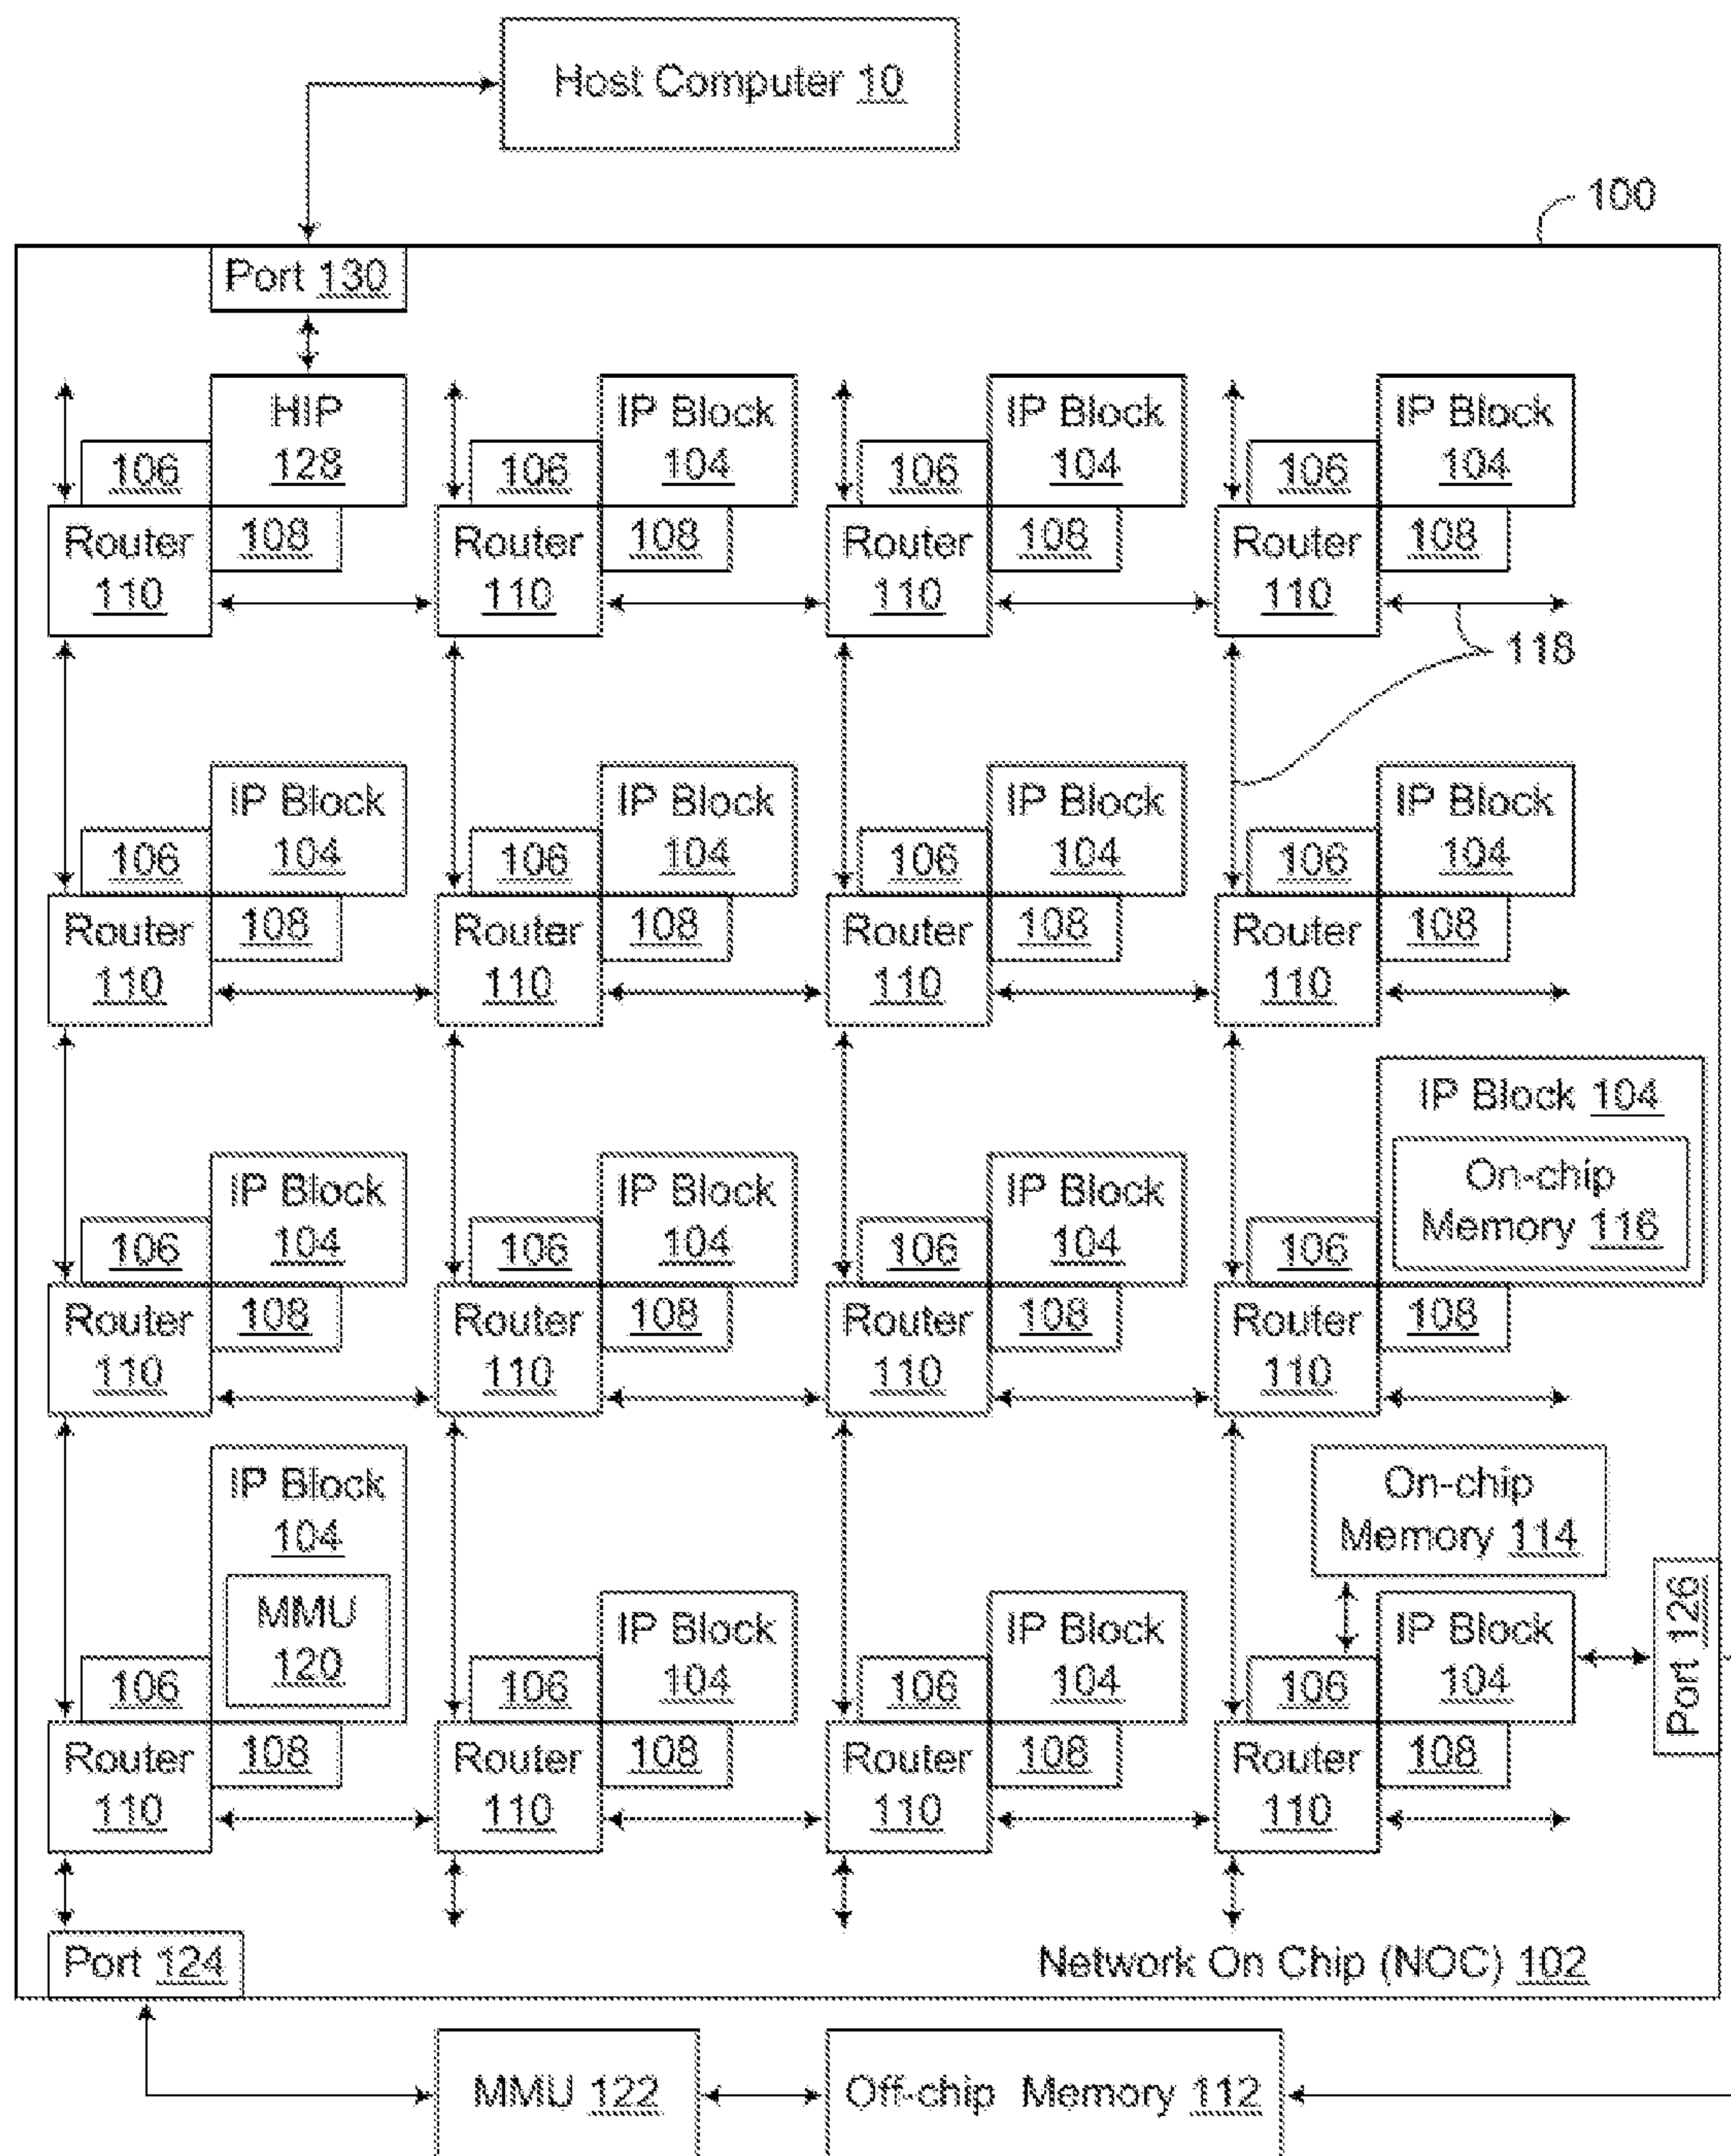 Host Computer 10
100
Port 130
HIP IP Block IP Block IP Block
106 128 106 104 106 104 106 104
Router 108 Router 108 Router 108 Router 108
110 110 110 110
118
IP Block IP Block IP Block IP Block
106 104 106 104 106 104 106 104
Router 108 Router 108 Router 108 Router 108
110 110 110 110
IP Block 104
On-chip
Memory 116
IP Block IP Block IP Block
106 104 106 104 106 104 106
Router 108 Router 108 Router 108 Router 108
110 110 110 110
On-chip
Memory 114
IP Block
104
MMU
120
IP Block IP Block IP Block
106 106 104 106 104 106 104
Port 126
Router 108 Router 108 Router 108 Router 108
110 110 110 110
Port 124
Network On Chip (NOC) 102
MMU 122
Off-chip Memory 112